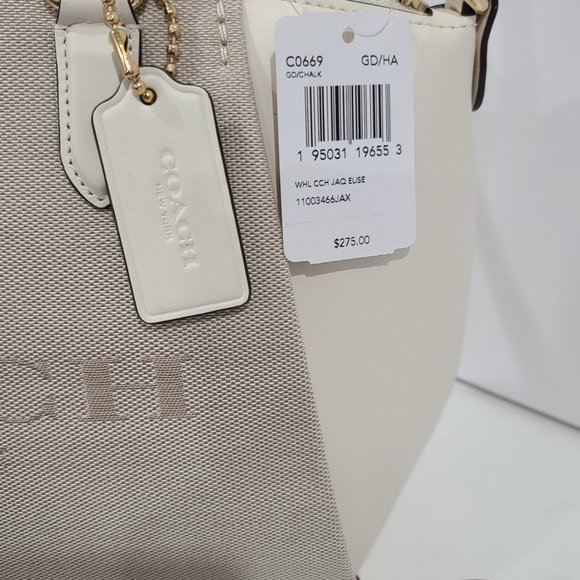 C0669 GD/HA
GD/CHALK
1 95031 19655 3
WHL CCH JAQ ELISE
11003466JAX
$275.00
COACH
NEW YORK
CH